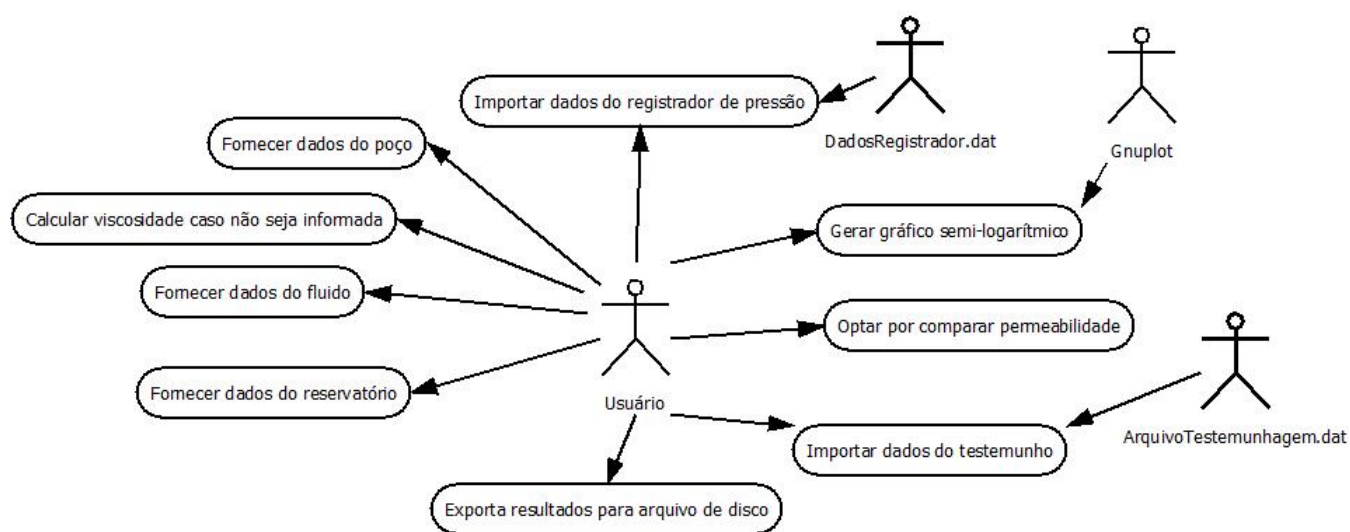 Importar dados do registrador de pressão
DadosRegistrador.dat
Gnuplot
Fornecer dados do poço
Calcular viscosidade caso não seja informada
Gerar gráfico semi-logarítmico
Fornecer dados do fluido
Optar por comparar permeabilidade
Fornecer dados do reservatório
Usuário
ArquivoTestemunhagem.dat
Importar dados do testemunho
Exporta resultados para arquivo de disco